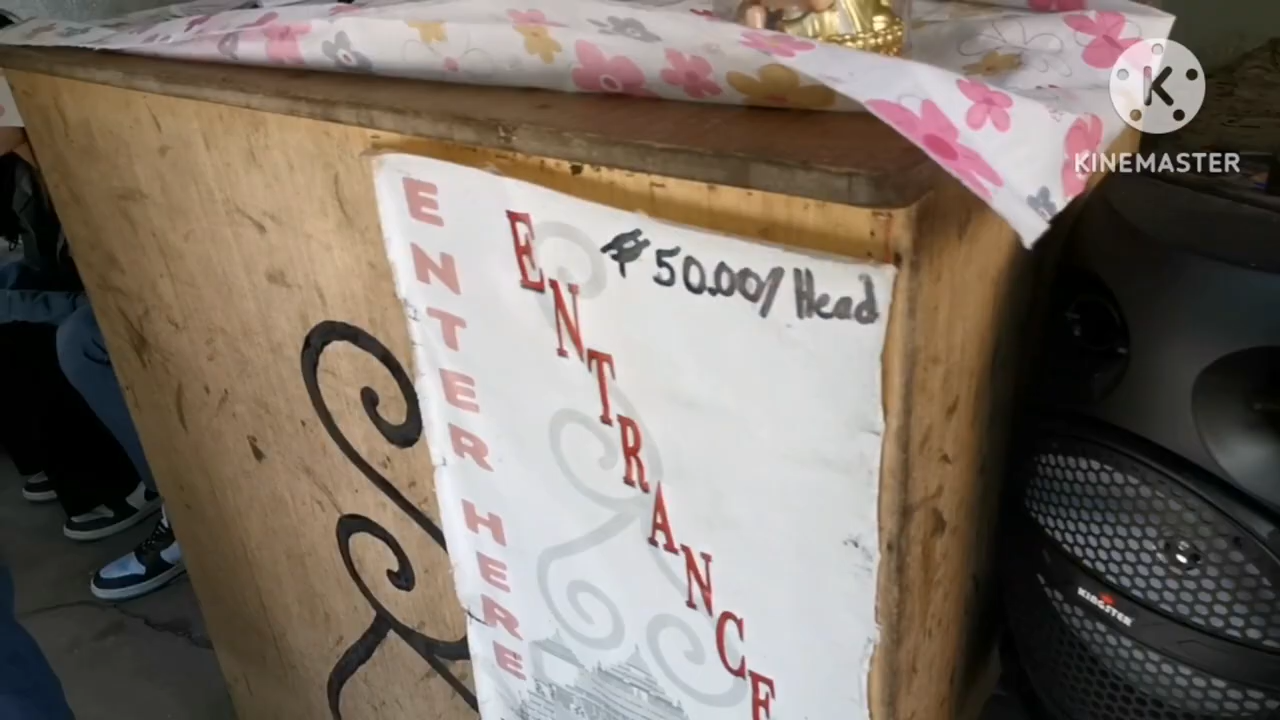 ENTER HERE
ENTRANCE
₱50.00/Head
KINEMASTER
KINGSTER